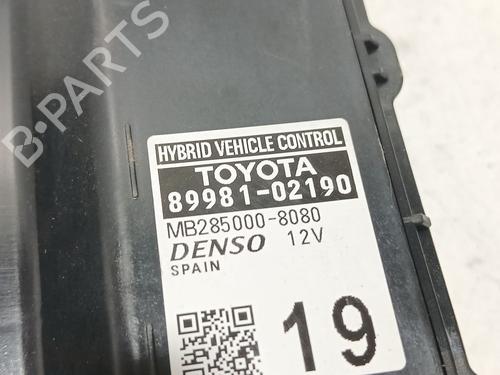 B-PARTS
HYBRID VEHICLE CONTROL
TOYOTA
89981-02190
MB285000-8080
DENSO 12V
SPAIN
19